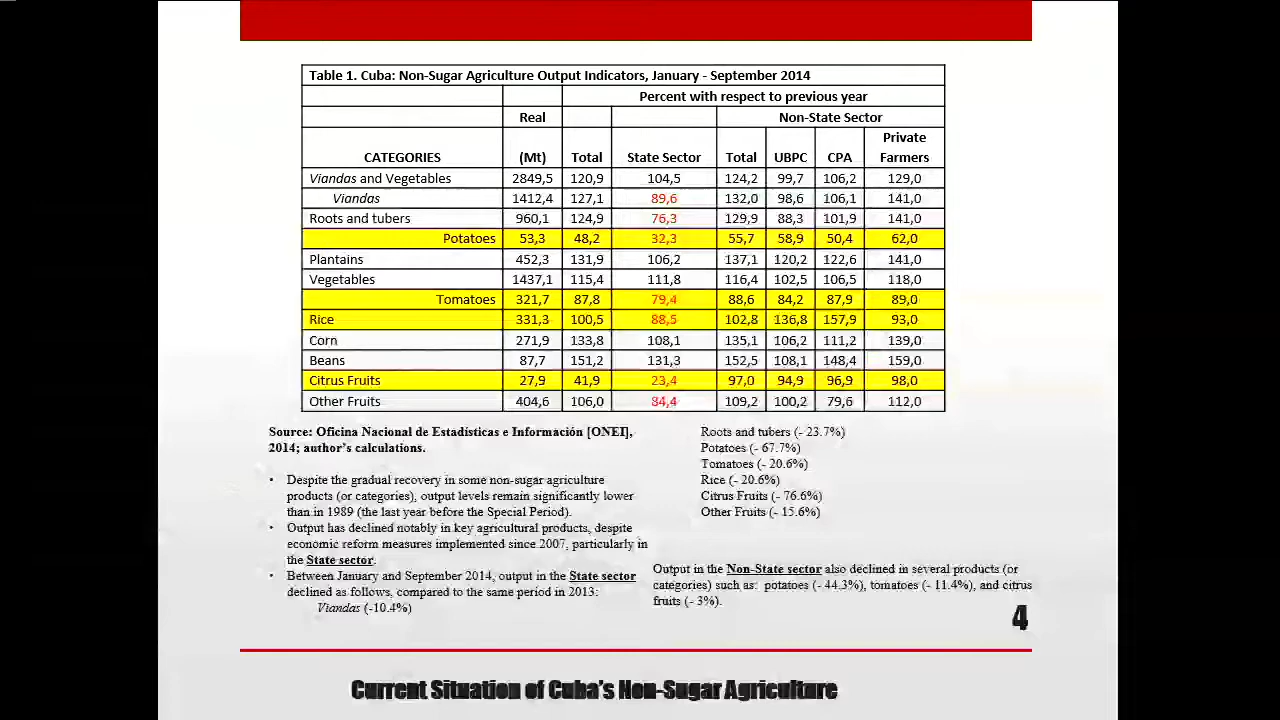 Table 1. Cuba: Non-Sugar Agriculture Output Indicators, January - September 2014
Percent with respect to previous year
Real Non-State Sector
Private
CATEGORIES (Mt) Total State Sector Total UBPC CPA Farmers
Viandas and Vegetables 2849,5 120,9 104,5 124,2 99,7 106,2 129,0
Viandas 1412,4 127,1 89,6 132,0 98,6 106,1 141,0
Roots and tubers 960,1 124,9 76,3 129,9 88,3 101,9 141,0
Potatoes 53,3 48,2 32,3 55,7 58,9 50,4 62,0
Plantains 452,3 131,9 106,2 137,1 120,2 122,6 141,0
Vegetables 1437,1 115,4 111,8 116,4 102,5 106,5 118,0
Tomatoes 321,7 87,8 79,4 88,6 84,2 87,9 89,0
Rice 331,3 100,5 88,5 102,8 136,8 157,9 93,0
Corn 271,9 133,8 108,1 135,1 106,2 111,2 139,0
Beans 87,7 151,2 131,3 152,5 108,1 148,4 159,0
Citrus Fruits 27,9 41,9 23,4 97,0 94,9 96,9 98,0
Other Fruits 404,6 106,0 84,4 109,2 100,2 79,6 112,0
Source: Oficina Nacional de Estadísticas e Información [ONEI],
2014; author's calculations.
• Despite the gradual recovery in some non-sugar agriculture
products (or categories), output levels remain significantly lower
than in 1989 (the last year before the Special Period).
• Output has declined notably in key agricultural products, despite
economic reform measures implemented since 2007, particularly in
the State sector.
• Between January and September 2014, output in the State sector
declined as follows, compared to the same period in 2013:
Viandas (-10.4%)
Roots and tubers (- 23.7%)
Potatoes (- 67.7%)
Tomatoes (- 20.6%)
Rice (- 20.6%)
Citrus Fruits (- 76.6%)
Other Fruits (- 15.6%)
Output in the Non-State sector also declined in several products (or
categories) such as: potatoes (- 44.3%), tomatoes (- 11.4%), and citrus
fruits (- 3%).
4
Current Situation of Cuba's Non-Sugar Agriculture